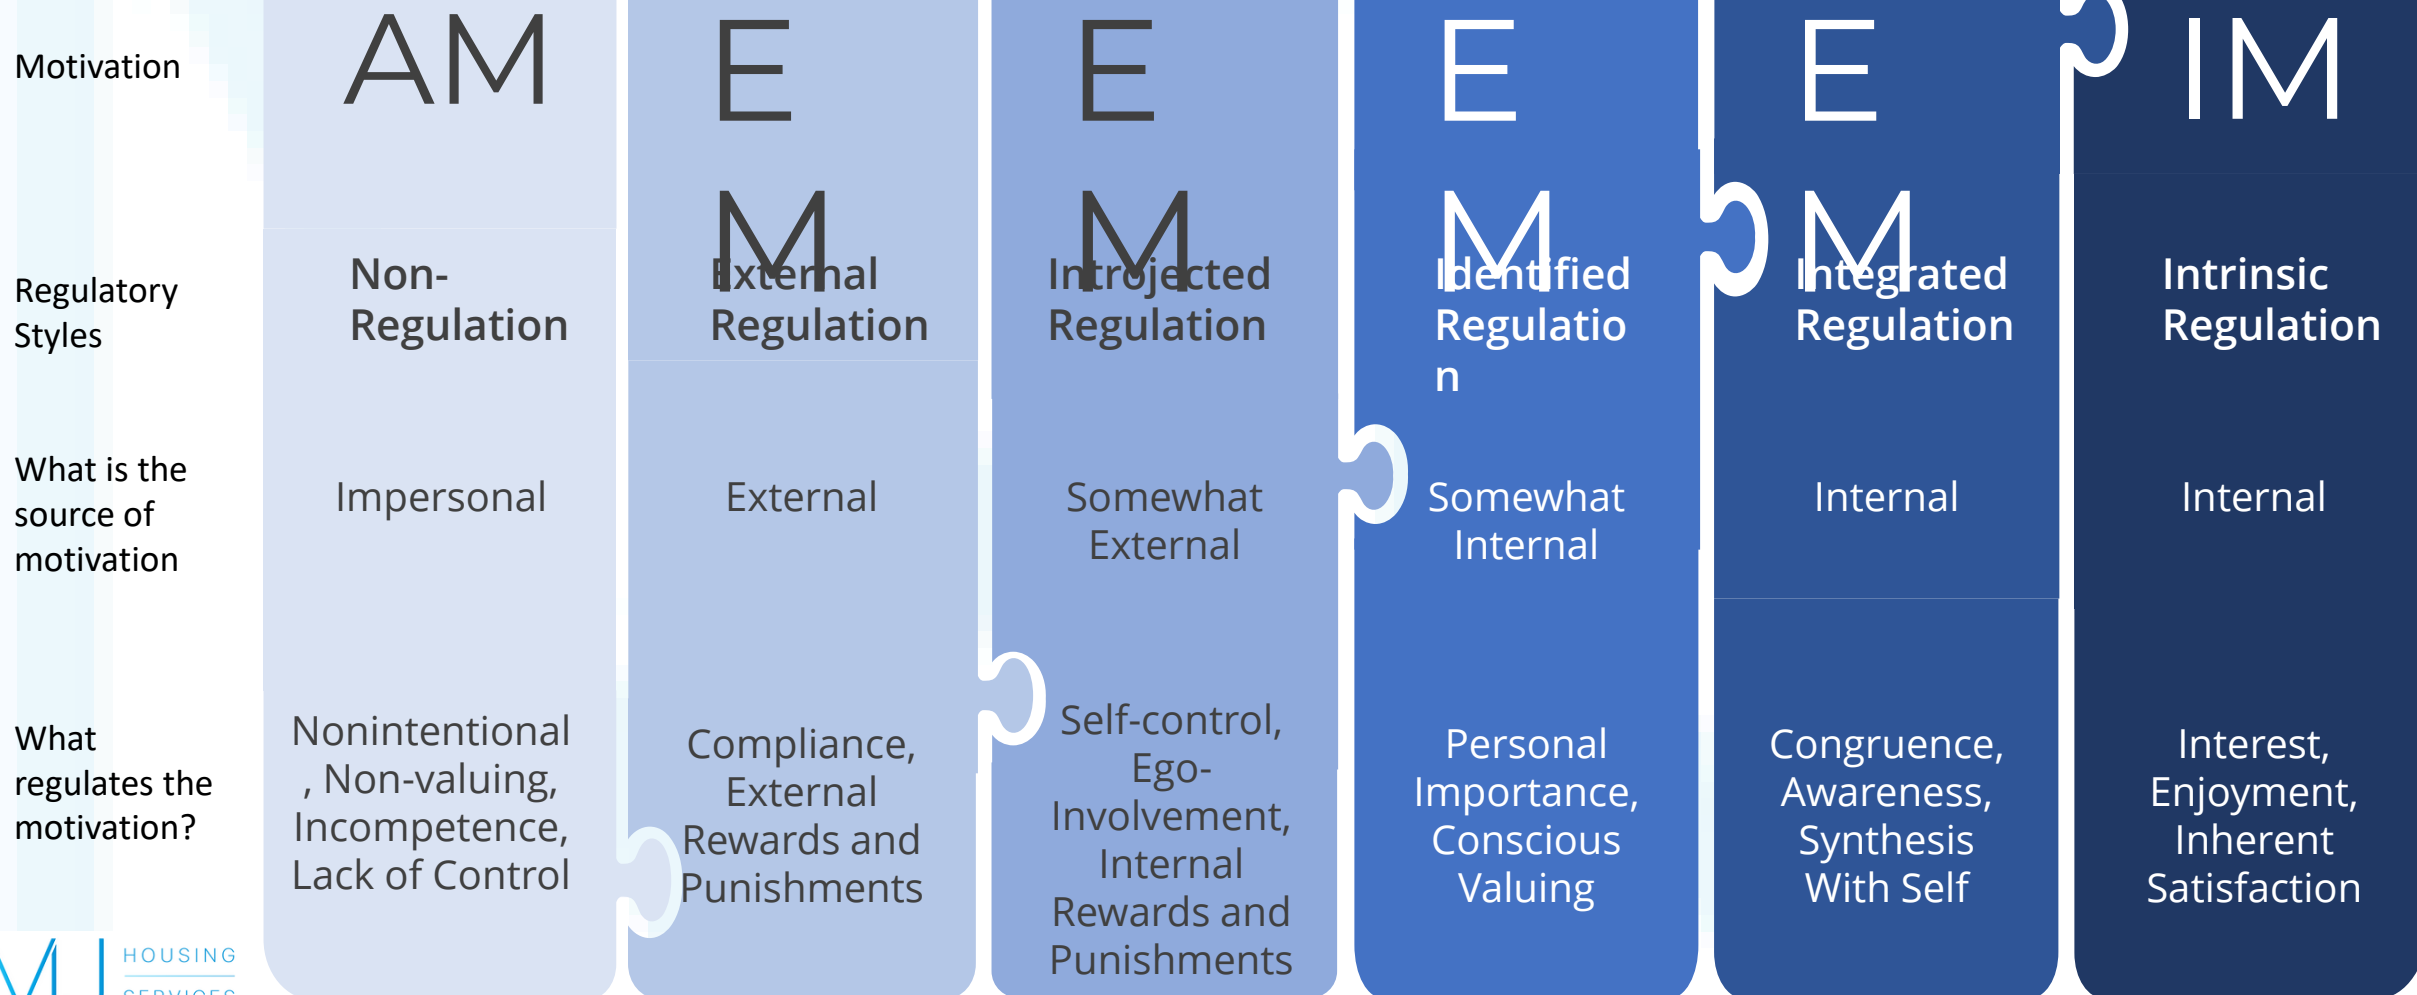 Motivation
AM
E
M
E
M
E
M
E
M
IM
Regulatory
Styles
Non-
Regulation
External
Regulation
Introjected
Regulation
Identified
Regulatio
n
Integrated
Regulation
Intrinsic
Regulation
What is the
source of
motivation
Impersonal
External
Somewhat
External
Somewhat
Internal
Internal
Internal
What
regulates the
motivation?
Nonintentional
, Non-valuing,
Incompetence,
Lack of Control
Compliance,
External
Rewards and
Punishments
Self-control,
Ego-
Involvement,
Internal
Rewards and
Punishments
Personal
Importance,
Conscious
Valuing
Congruence,
Awareness,
Synthesis
With Self
Interest,
Enjoyment,
Inherent
Satisfaction
HOUSING
SERVICES